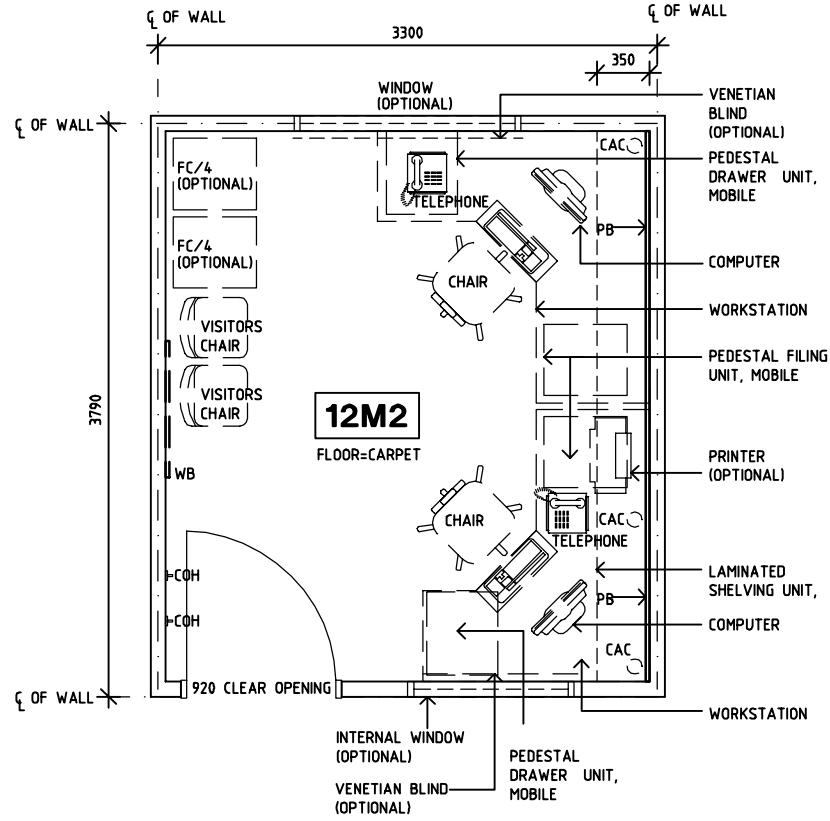 ℄ OF WALL
℄ OF WALL
3300
350
WINDOW
(OPTIONAL)
VENETIAN
BLIND
(OPTIONAL)
℄ OF WALL
CAC
FC/4
(OPTIONAL)
PEDESTAL
DRAWER UNIT,
MOBILE
TELEPHONE
PB
FC/4
(OPTIONAL)
COMPUTER
CHAIR
WORKSTATION
VISITORS
CHAIR
PEDESTAL FILING
UNIT, MOBILE
VISITORS
CHAIR
3790
12M2
FLOOR=CARPET
WB
PRINTER
(OPTIONAL)
CHAIR
CAC
TELEPHONE
COH
LAMINATED
SHELVING UNIT,
PB
COH
COMPUTER
CAC
920 CLEAR OPENING
℄ OF WALL
WORKSTATION
INTERNAL WINDOW
(OPTIONAL)
PEDESTAL
DRAWER UNIT,
MOBILE
VENETIAN BLIND
(OPTIONAL)